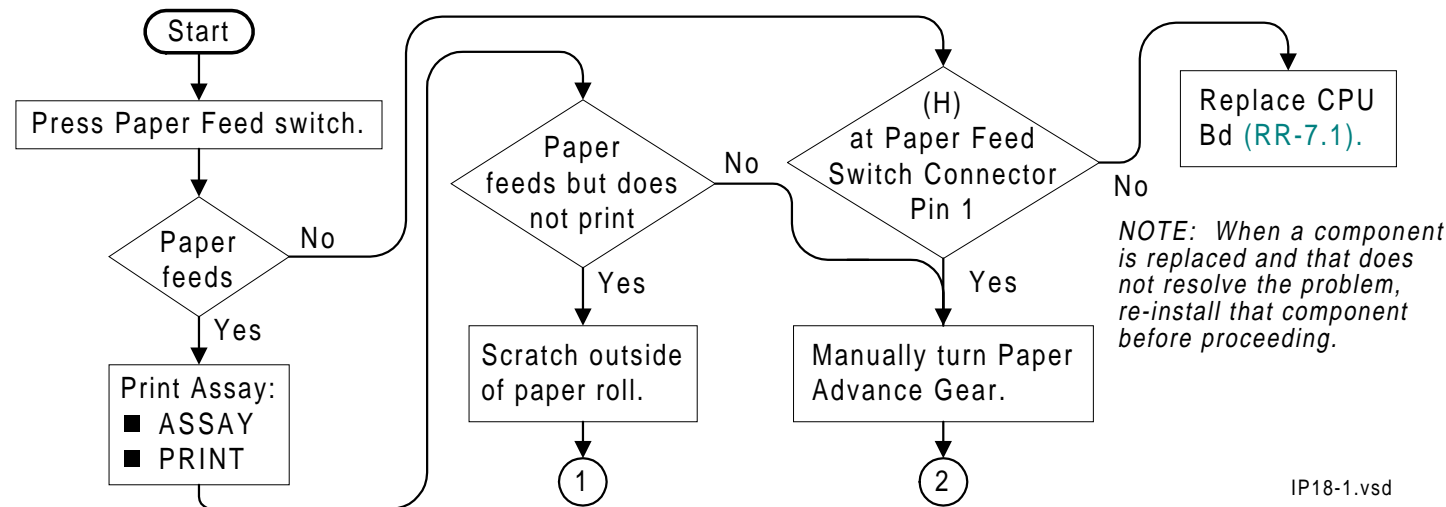 Start
Press Paper Feed switch.
Paper
feeds
No
Yes
Print Assay:
■ ASSAY
■ PRINT
Paper
feeds but does
not print
No
Yes
Scratch outside
of paper roll.
1
(H)
at Paper Feed
Switch Connector
Pin 1
No
Yes
Manually turn Paper
Advance Gear.
2
Replace CPU
Bd (RR-7.1).
NOTE: When a component
is replaced and that does
not resolve the problem,
re-install that component
before proceeding.
IP18-1.vsd